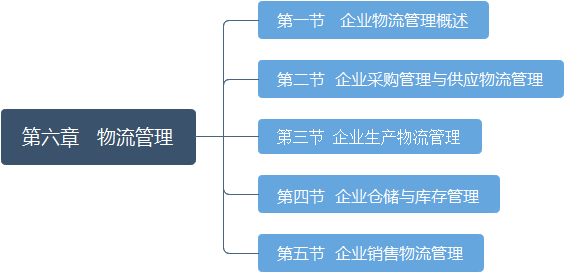 第一节 企业物流管理概述
第二节 企业采购管理与供应物流管理
第六章 物流管理
第三节 企业生产物流管理
第四节 企业仓储与库存管理
第五节 企业销售物流管理